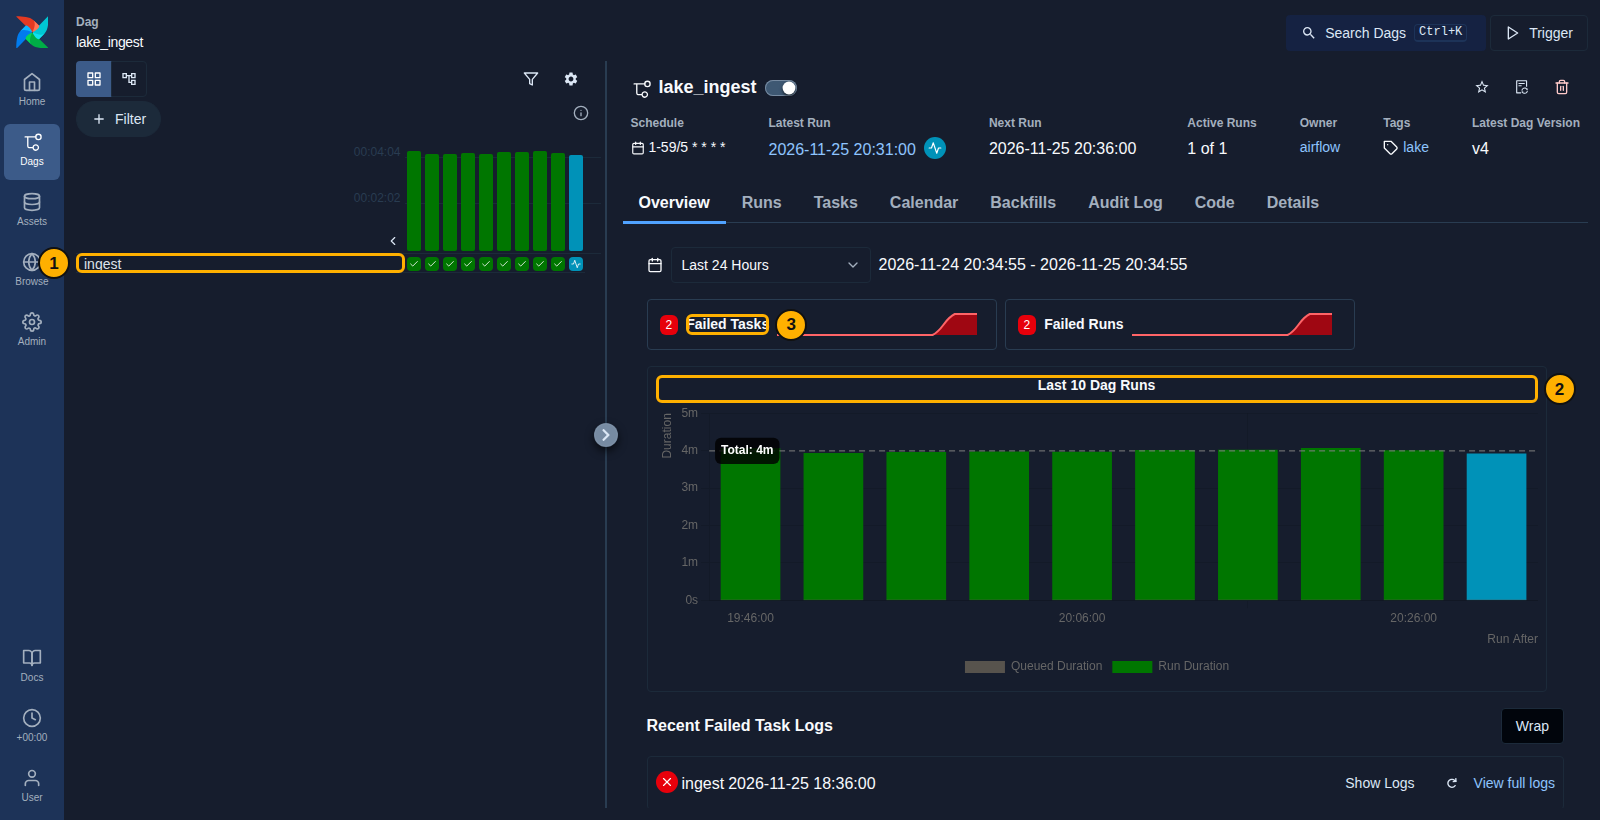 Dag
lake_ingest
Search Dags Ctrl+K
Trigger
Home
Dags
Assets
Browse
Admin
Docs
+00:00
User
Filter
00:04:04
00:02:02
1
ingest
lake_ingest
Schedule
1-59/5 * * * *
Latest Run
2026-11-25 20:31:00
Next Run
2026-11-25 20:36:00
Active Runs
1 of 1
Owner
airflow
Tags
lake
Latest Dag Version
v4
Overview
Runs
Tasks
Calendar
Backfills
Audit Log
Code
Details
Last 24 Hours
2026-11-24 20:34:55 - 2026-11-25 20:34:55
2 Failed Tasks
3
2 Failed Runs
Last 10 Dag Runs
2
Duration
5m
4m
3m
2m
1m
0s
Total: 4m
19:46:00
20:06:00
20:26:00
Run After
Queued Duration
Run Duration
Recent Failed Task Logs
Wrap
ingest 2026-11-25 18:36:00
Show Logs
View full logs